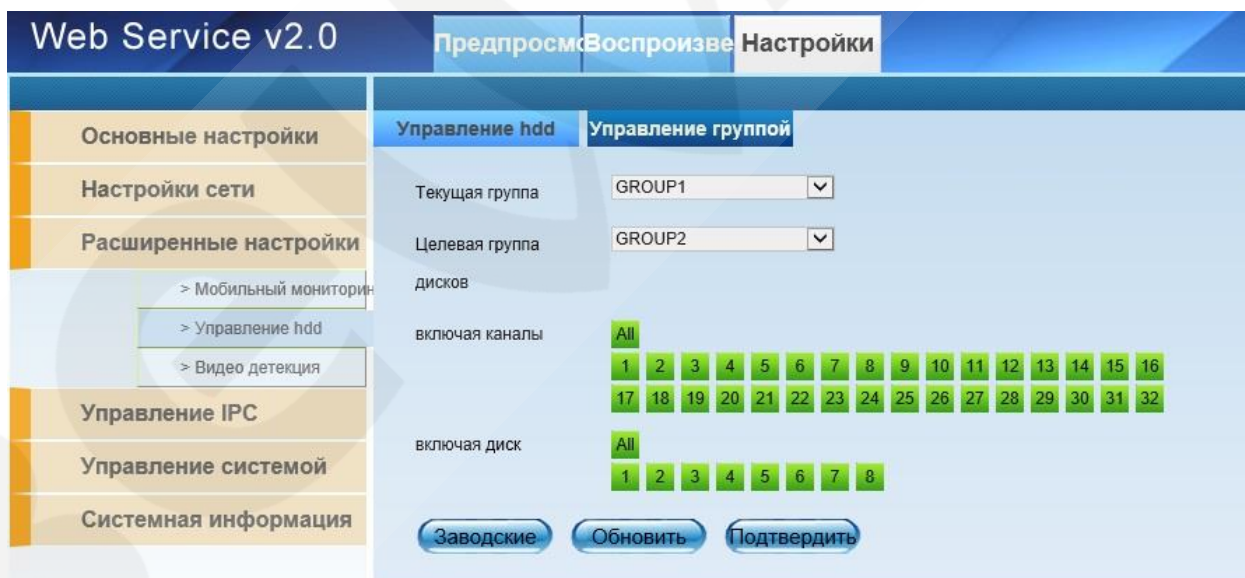 Web Service v2.0
Предпросмо
Воспроизве
Настройки
Основные настройки
Настройки сети
Расширенные настройки
> Мобильный мониторин
> Управление hdd
> Видео детекция
Управление IPC
Управление системой
Системная информация
Управление hdd
Управление группой
Текущая группа GROUP1
Целевая группа GROUP2
дисков
включая каналы All
1 2 3 4 5 6 7 8 9 10 11 12 13 14 15 16
17 18 19 20 21 22 23 24 25 26 27 28 29 30 31 32
включая диск All
1 2 3 4 5 6 7 8
Заводские Обновить Подтвердить